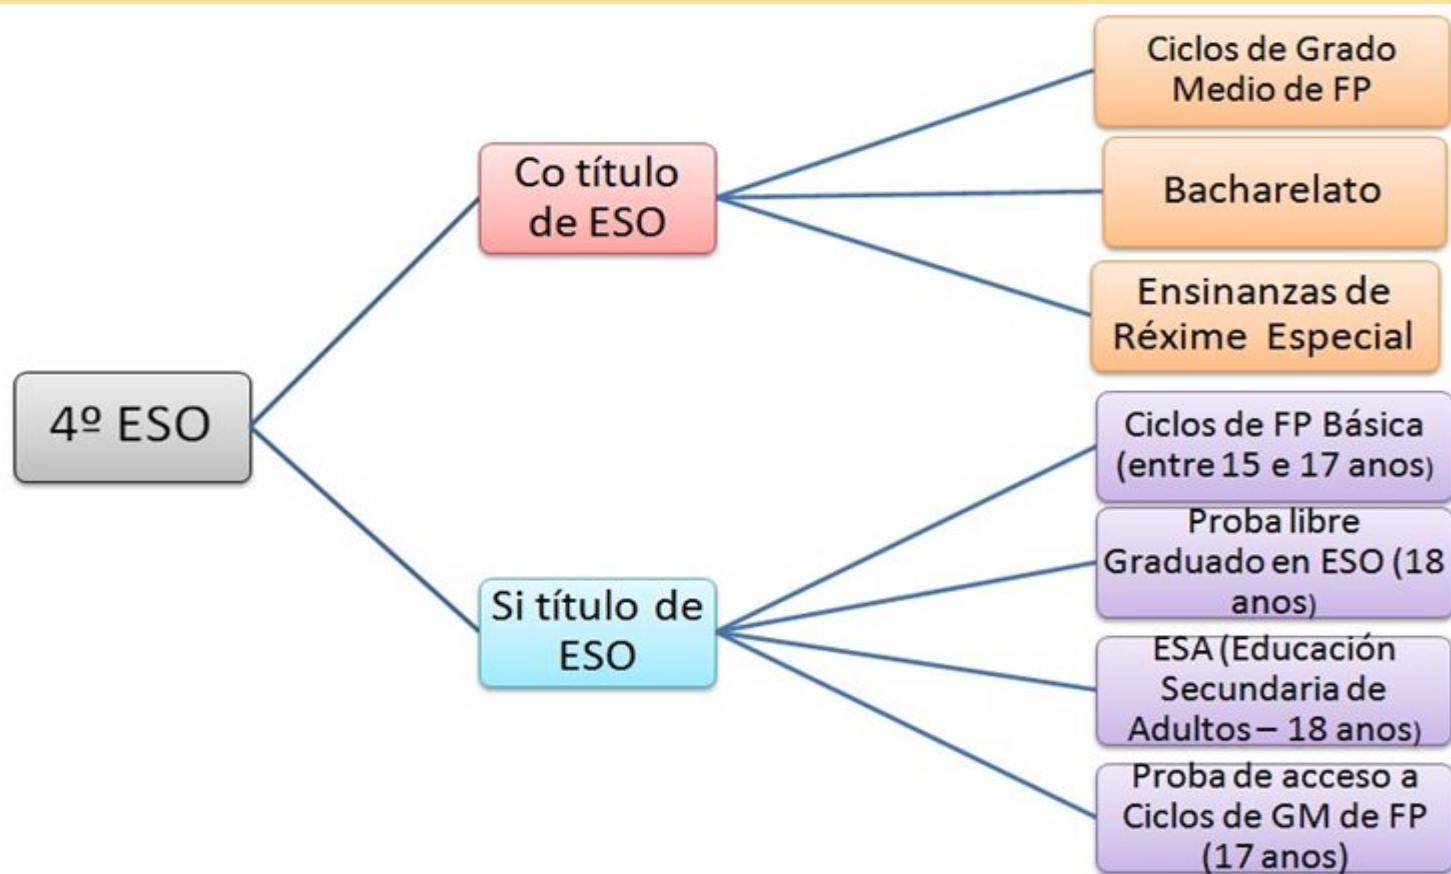 4º ESO
Co título
de ESO
Si título de
ESO
Ciclos de Grado
Medio de FP
Bacharelato
Ensinanzas de
Réxime Especial
Ciclos de FP Básica
(entre 15 e 17 anos)
Proba libre
Graduado en ESO (18
anos)
ESA (Educación
Secundaria de
Adultos – 18 anos)
Proba de acceso a
Ciclos de GM de FP
(17 anos)